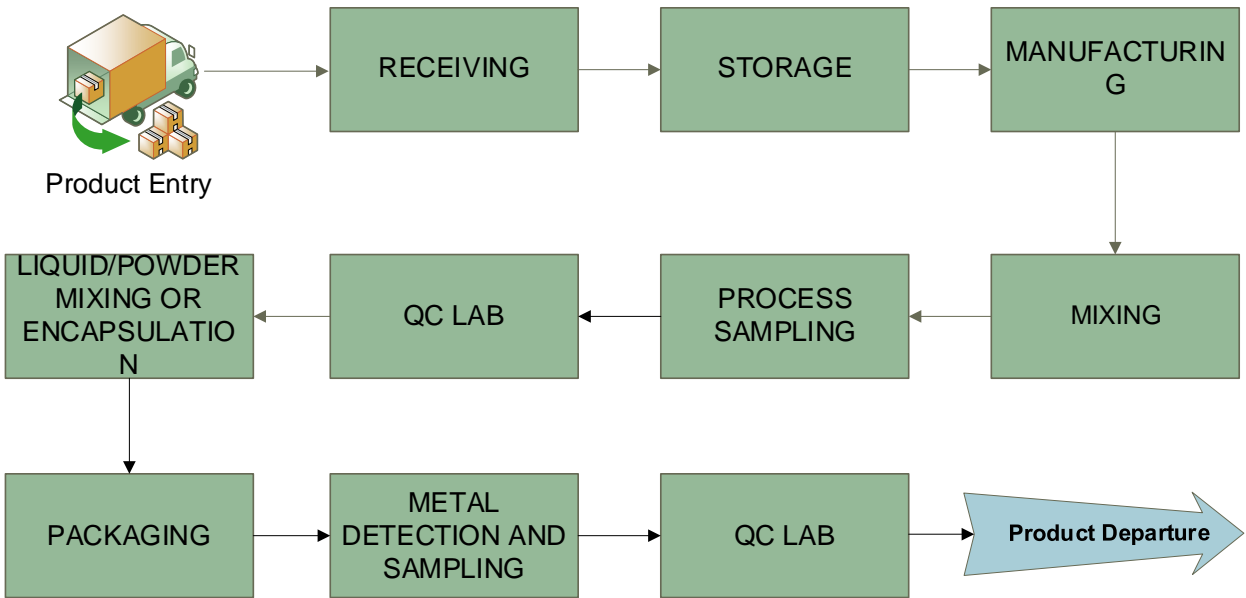 RECEIVING
STORAGE
MANUFACTURIN
G
Product Entry
LIQUID/POWDER
MIXING OR
ENCAPSULATIO
N
QC LAB
PROCESS
SAMPLING
MIXING
PACKAGING
METAL
DETECTION AND
SAMPLING
QC LAB
Product Departure